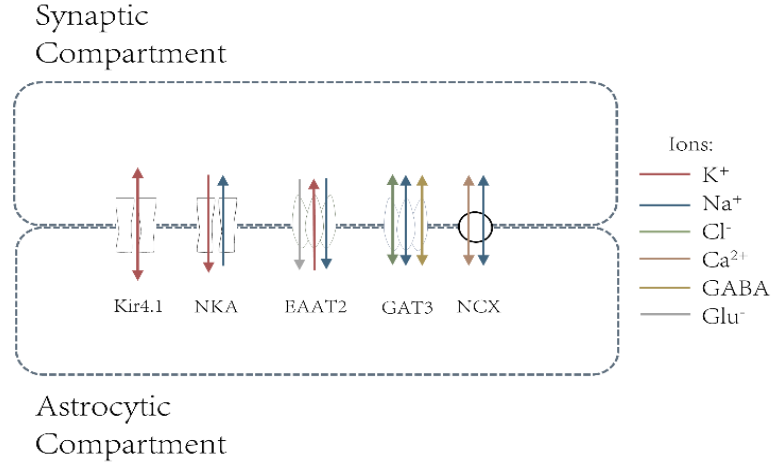 Synaptic
Compartment
Ions:
K⁺
Na⁺
Cl⁻
Ca²⁺
GABA
Glu⁻
Kir4.1
NKA
EAAT2
GAT3
NCX
Astrocytic
Compartment